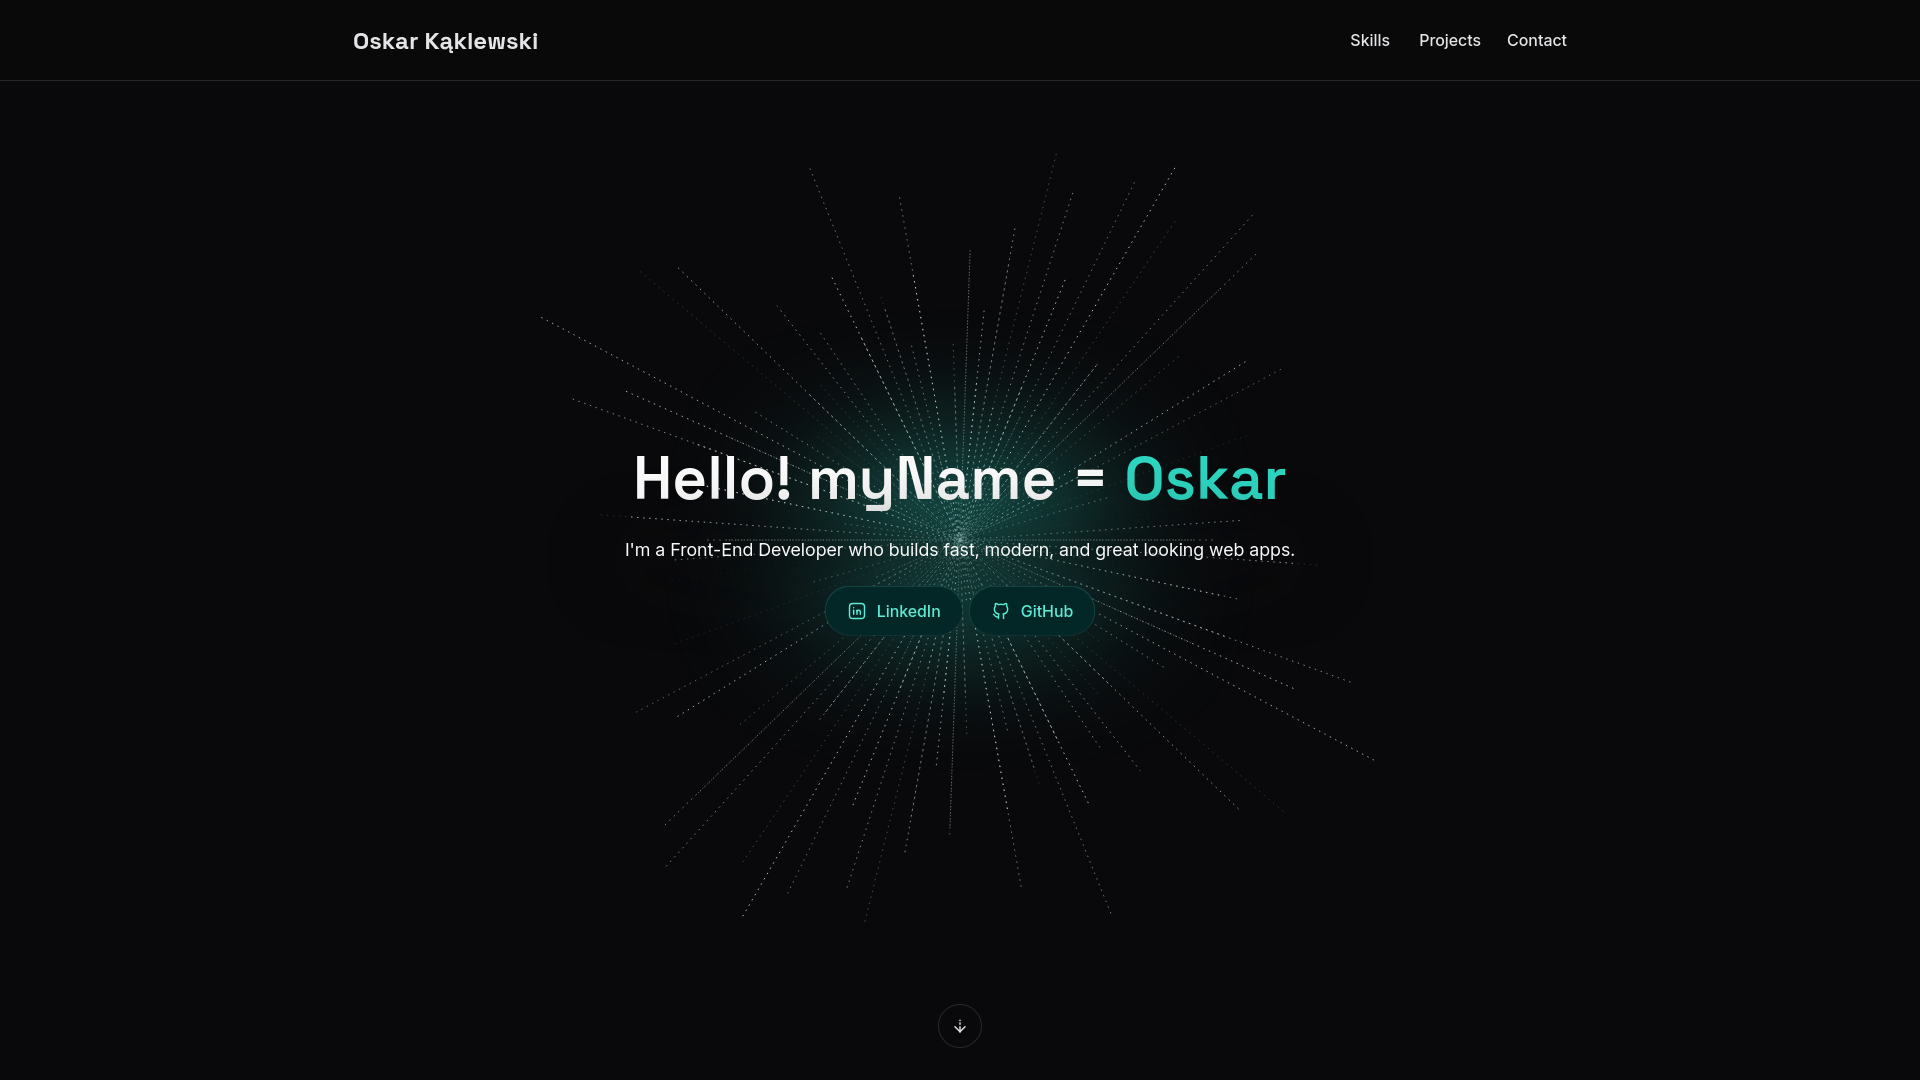 Oskar Kąklewski
Skills
Projects
Contact
Hello! myName = Oskar
I'm a Front-End Developer who builds fast, modern, and great looking web apps.
LinkedIn
GitHub